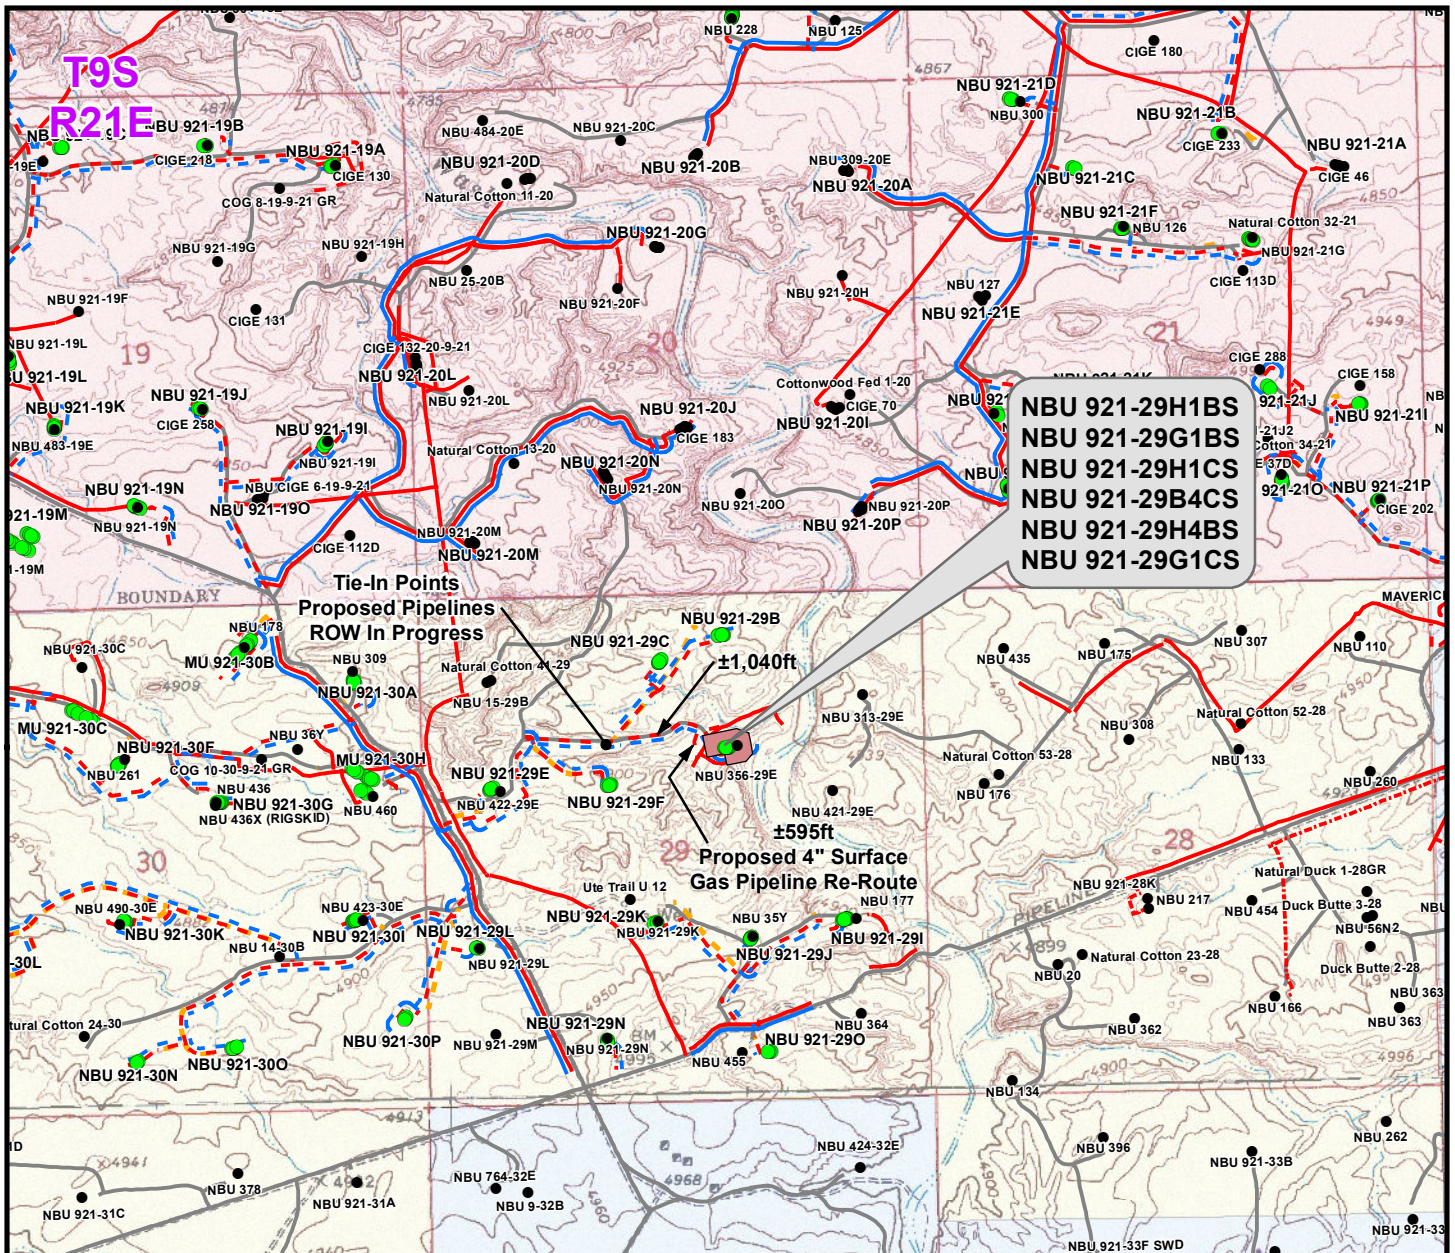 NBU 228
NBU 125
CIGE 180
T9S
R21E
4800
4867
4785
4874
NBU 921-21D
NBU 300
NBU 921-19B
CIGE 218
NBU 921-19A
CIGE 130
COG 8-19-9-21 GR
NBU 484-20E
NBU 921-20C
NBU 921-20D
Natural Cotton 11-20
NBU 921-20B
NBU 309-20E
NBU 921-20A
NBU 921-21B
CIGE 233
NBU 921-21A
CIGE 46
4850
NBU 921-21C
NBU 921-21F
NBU 126
Natural Cotton 32-21
NBU 921-21G
CIGE 113D
NBU 921-19G
NBU 921-19H
NBU 921-20G
NBU 25-20B
NBU 921-20F
NBU 921-20H
NBU 127
NBU 921-21E
NBU 921-19F
CIGE 131
NBU 921-19L
19
20
21
4949
4925
CIGE 132-20-9-21
NBU 921-20L
NBU 921-20L
Cottonwood Fed 1-20
CIGE 70
NBU 921-20I
CIGE 288
CIGE 158
921-21J
NBU 921-21I
NBU 921-19K
NBU 483-19E
NBU 921-19J
CIGE 258
NBU 921-19I
NBU 921-19I
NBU 921-20J
CIGE 183
Natural Cotton 13-20
NBU 921-20N
NBU 921-20N
NBU 921-29H1BS
NBU 921-29G1BS
NBU 921-29H1CS
NBU 921-29B4CS
NBU 921-29H4BS
NBU 921-29G1CS
NBU 921-19N
NBU 921-19N
NBU CIGE 6-19-9-21
NBU 921-19O
NBU 921-20O
NBU 921-20P
NBU 921-20P
921-21O
NBU 921-21P
CIGE 202
CIGE 112D
NBU 921-20M
NBU 921-20M
BOUNDARY
Tie-In Points
Proposed Pipelines
ROW In Progress
NBU 178
MU 921-30B
NBU 921-30C
4909
NBU 309
NBU 921-30A
Natural Cotton 41-29
NBU 15-29B
NBU 921-29C
NBU 921-29B
±1,040ft
NBU 435
NBU 175
NBU 307
NBU 110
NBU 313-29E
NBU 308
Natural Cotton 52-28
MU 921-30C
NBU 921-30F
NBU 261
NBU 36Y
COG 10-30-9-21 GR
MU 921-30H
NBU 460
NBU 436
NBU 921-30G
NBU 436X (RIGSKID)
NBU 921-29E
NBU 422-29E
NBU 921-29F
NBU 356-29E
NBU 421-29E
Natural Cotton 53-28
NBU 176
NBU 133
NBU 260
30
29
28
±595ft
Proposed 4" Surface
Gas Pipeline Re-Route
NBU 490-30E
NBU 921-30K
NBU 14-30B
NBU 423-30E
NBU 921-30I
NBU 921-29L
NBU 921-29L
Ute Trail U 12
NBU 921-29K
NBU 921-29K
NBU 35Y
NBU 921-29J
NBU 177
NBU 921-29I
PIPELINE
NBU 921-28K
NBU 217
Natural Duck 1-28GR
NBU 454
Duck Butte 3-28
NBU 56N2
4899
NBU 20
Natural Cotton 23-28
Duck Butte 2-28
NBU 166
NBU 363
NBU 363
NBU 921-30P
NBU 921-30N
NBU 921-30O
NBU 921-29M
NBU 921-29N
NBU 921-29N
BM
4995
NBU 455
NBU 921-29O
NBU 364
NBU 362
4996
NBU 134
4913
4941
NBU 921-31C
NBU 378
NBU 921-31A
NBU 764-32E
NBU 9-32B
4968
4960
NBU 424-32E
NBU 396
NBU 921-33B
NBU 262
NBU 921-33F SWD